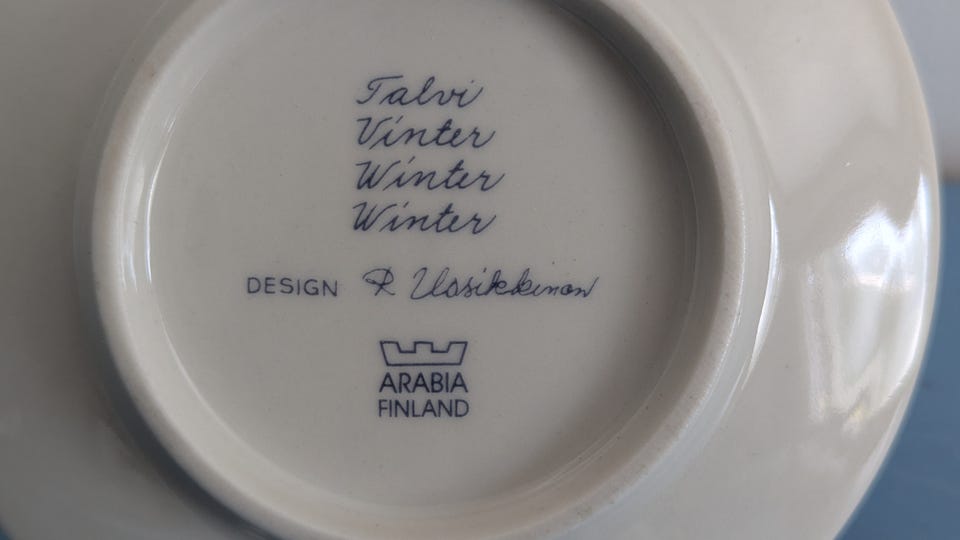 Talvi
Vinter
Winter
Winter
DESIGN R Uosikkinen
ARABIA
FINLAND